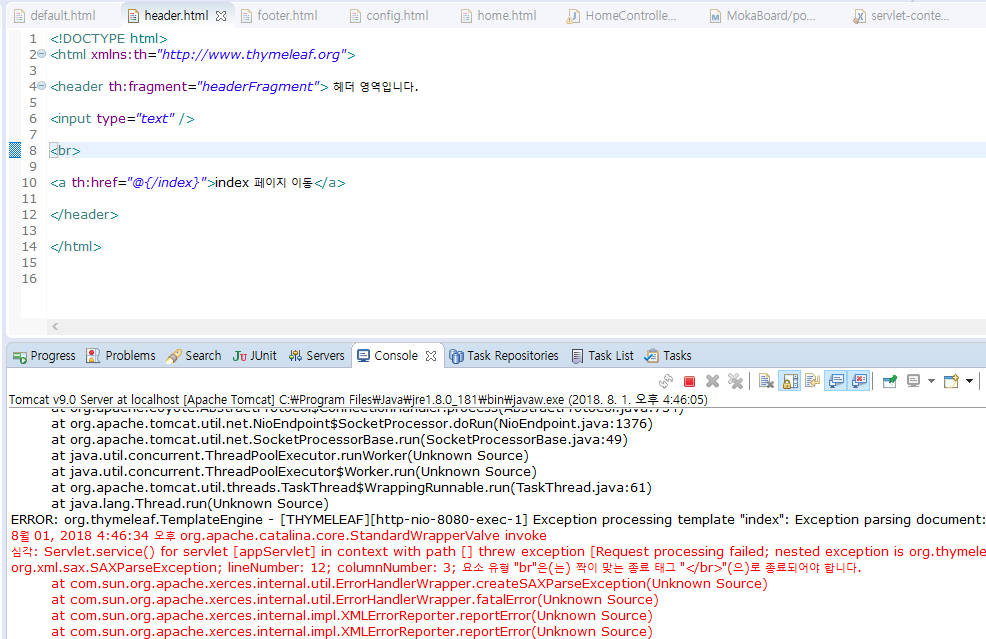 default.html header.html footer.html config.html home.html HomeControlle... MokaBoard/po... servlet-conte...
1 <!DOCTYPE html>
2 <html xmlns:th="http://www.thymeleaf.org">
3
4 <header th:fragment="headerFragment"> 헤더 영역입니다.
5
6 <input type="text" />
7
8 <br>
9
10 <a th:href="@{/index}">index 페이지 이동</a>
11
12 </header>
13
14 </html>
15
16
Progress Problems Search JUnit Servers Console Task Repositories Task List Tasks
Tomcat v9.0 Server at localhost [Apache Tomcat] C:₩Program Files₩Java₩jre1.8.0_181₩bin₩javaw.exe (2018. 8. 1. 오후 4:46:05)
at org.apache.coyote.AbstractProtocol$ConnectionHandler.process(AbstractProtocol.java:
at org.apache.tomcat.util.net.NioEndpoint$SocketProcessor.doRun(NioEndpoint.java:1376)
at org.apache.tomcat.util.net.SocketProcessorBase.run(SocketProcessorBase.java:49)
at java.util.concurrent.ThreadPoolExecutor.runWorker(Unknown Source)
at java.util.concurrent.ThreadPoolExecutor$Worker.run(Unknown Source)
at org.apache.tomcat.util.threads.TaskThread$WrappingRunnable.run(TaskThread.java:61)
at java.lang.Thread.run(Unknown Source)
ERROR: org.thymeleaf.TemplateEngine - [THYMELEAF][http-nio-8080-exec-1] Exception processing template "index": Exception parsing document:
8월 01, 2018 4:46:34 오후 org.apache.catalina.core.StandardWrapperValve invoke
심각: Servlet.service() for servlet [appServlet] in context with path [] threw exception [Request processing failed; nested exception is org.thymele
org.xml.sax.SAXParseException; lineNumber: 12; columnNumber: 3; 요소 유형 "br"은(는) 짝이 맞는 종료 태그 "</br>"(으)로 종료되어야 합니다.
at com.sun.org.apache.xerces.internal.util.ErrorHandlerWrapper.createSAXParseException(Unknown Source)
at com.sun.org.apache.xerces.internal.util.ErrorHandlerWrapper.fatalError(Unknown Source)
at com.sun.org.apache.xerces.internal.impl.XMLErrorReporter.reportError(Unknown Source)
at com.sun.org.apache.xerces.internal.impl.XMLErrorReporter.reportError(Unknown Source)